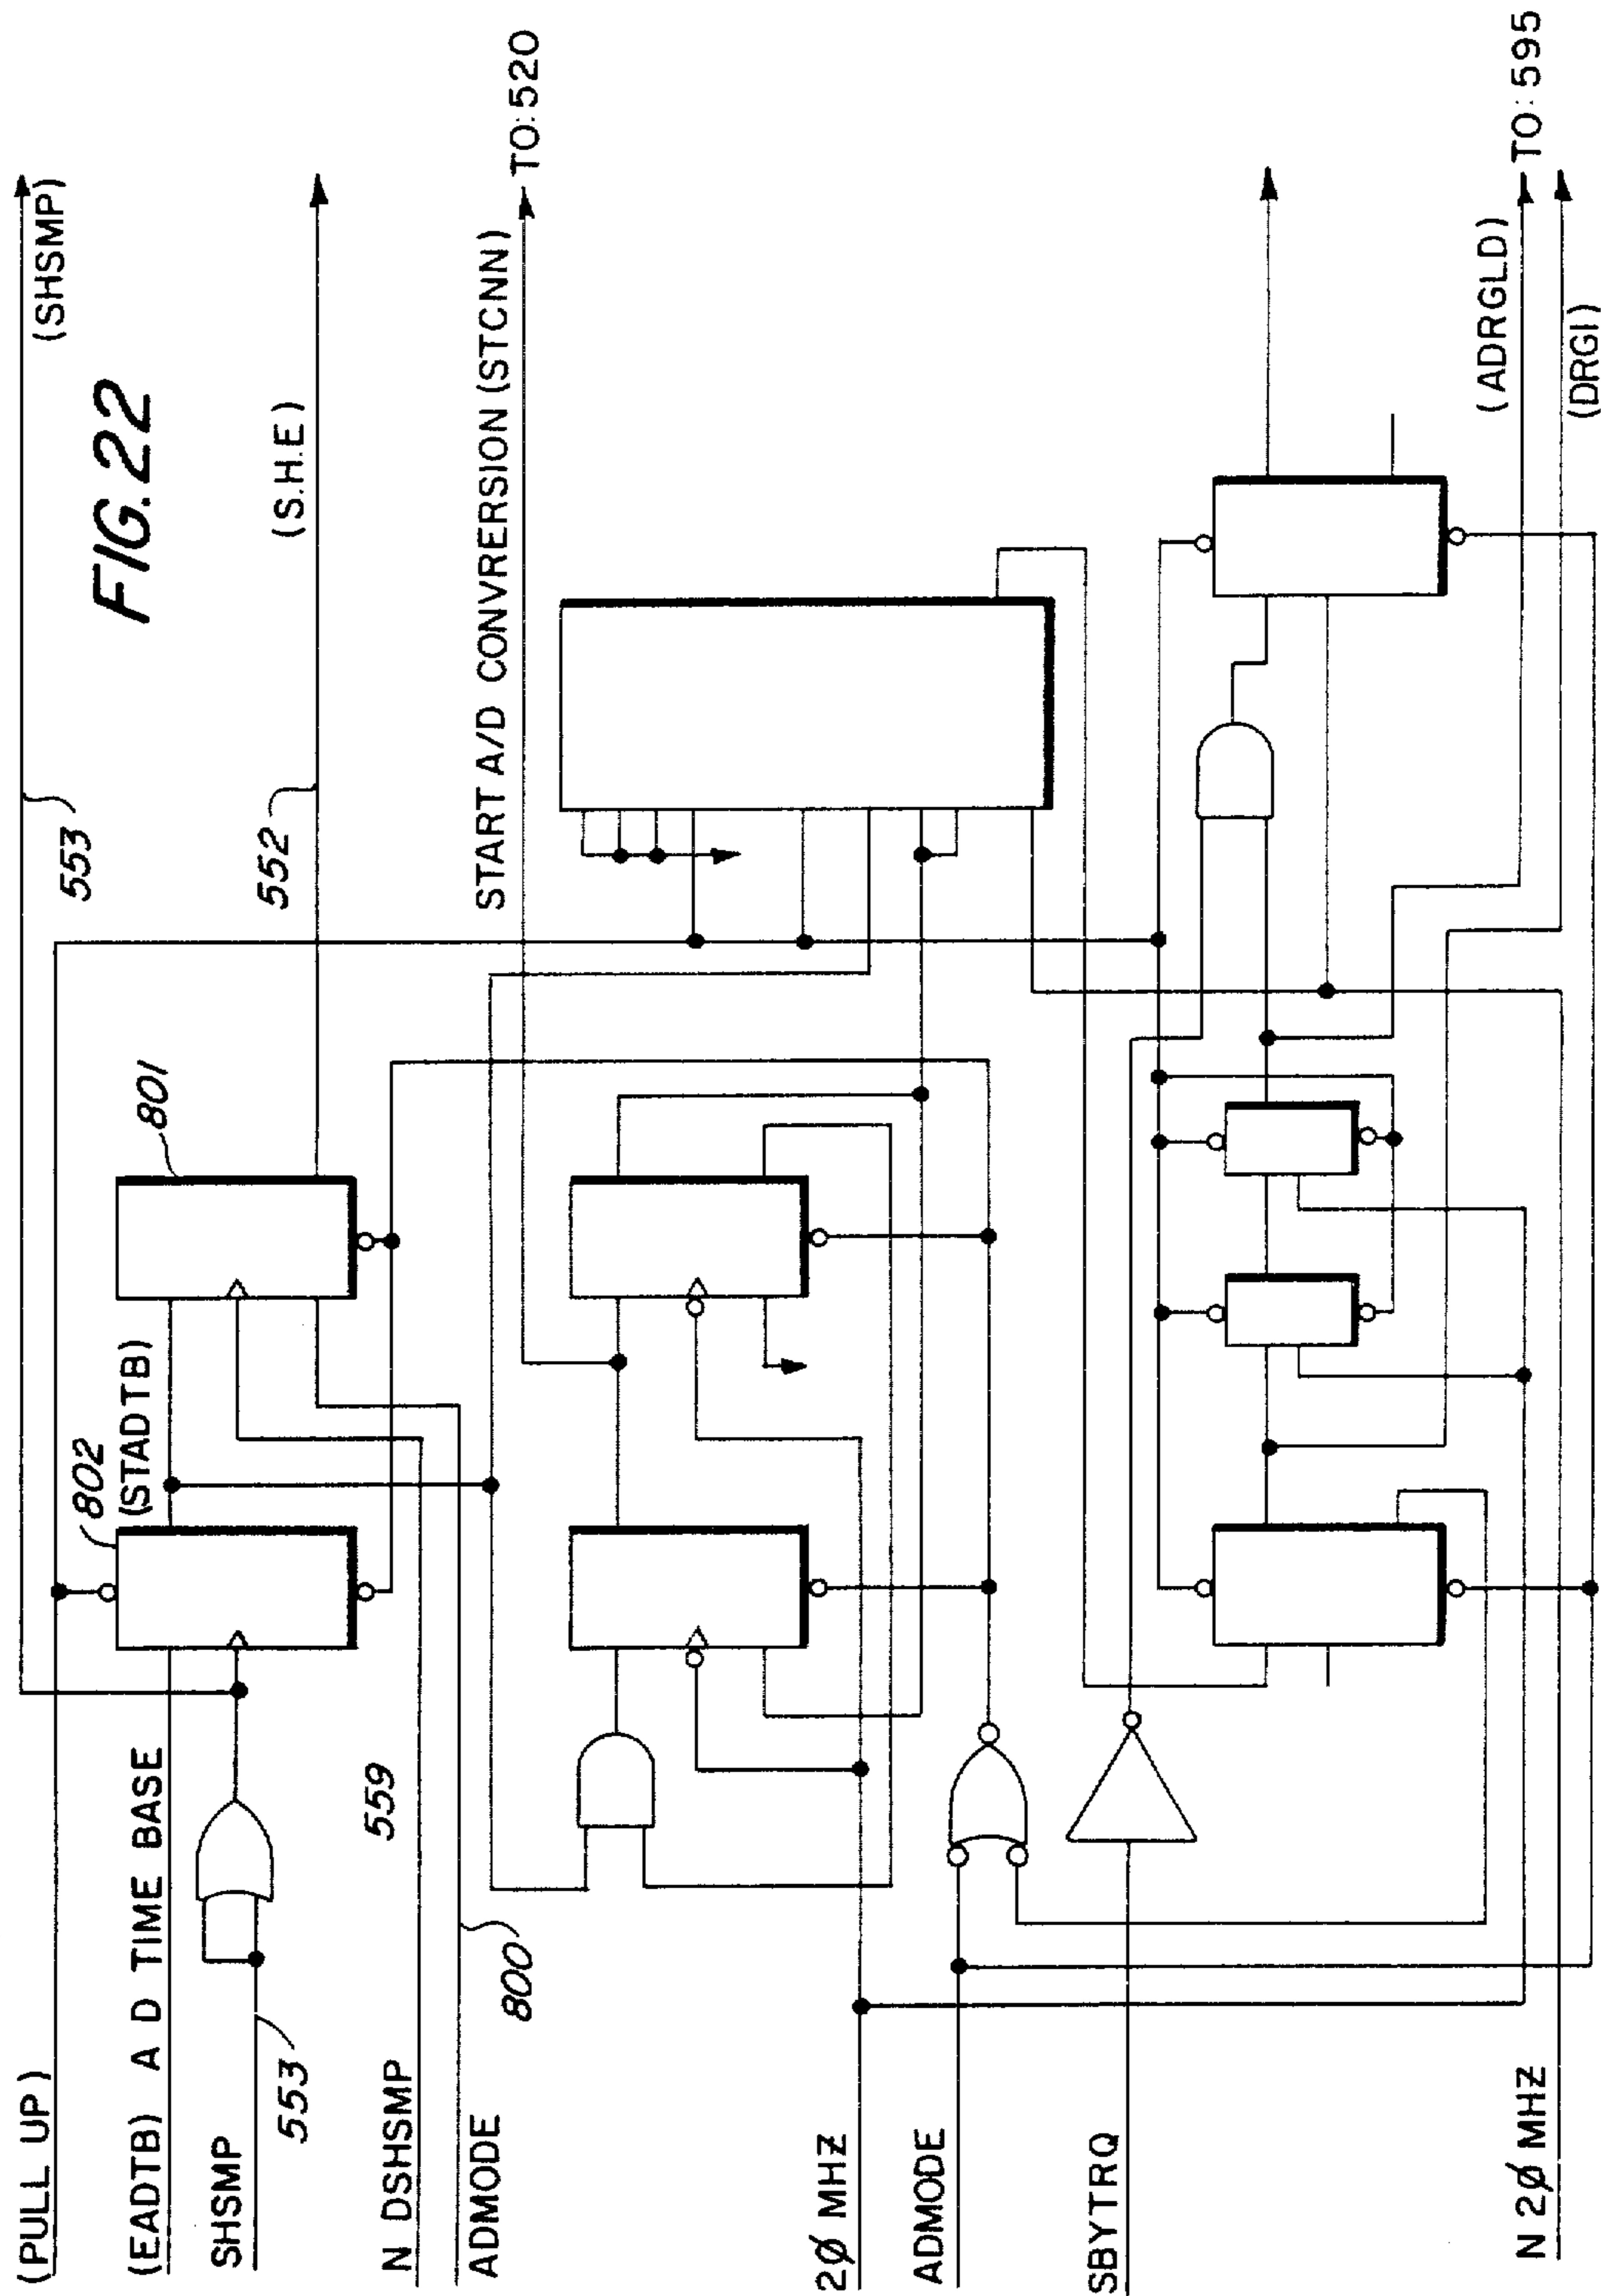 FIG.22
(PULL UP)
(EADTB) A D TIME BASE
SHSMP
553
N DSHSMP
559
ADMODE
800
2Ø MHZ
ADMODE
SBYTRQ
N 2Ø MHZ
802
(STADTB)
801
553
(SHSMP)
552
(S.H.E)
START A/D CONVRERSION (STCNN)
TO:520
(ADRGLD)
TO:595
(DRGI)